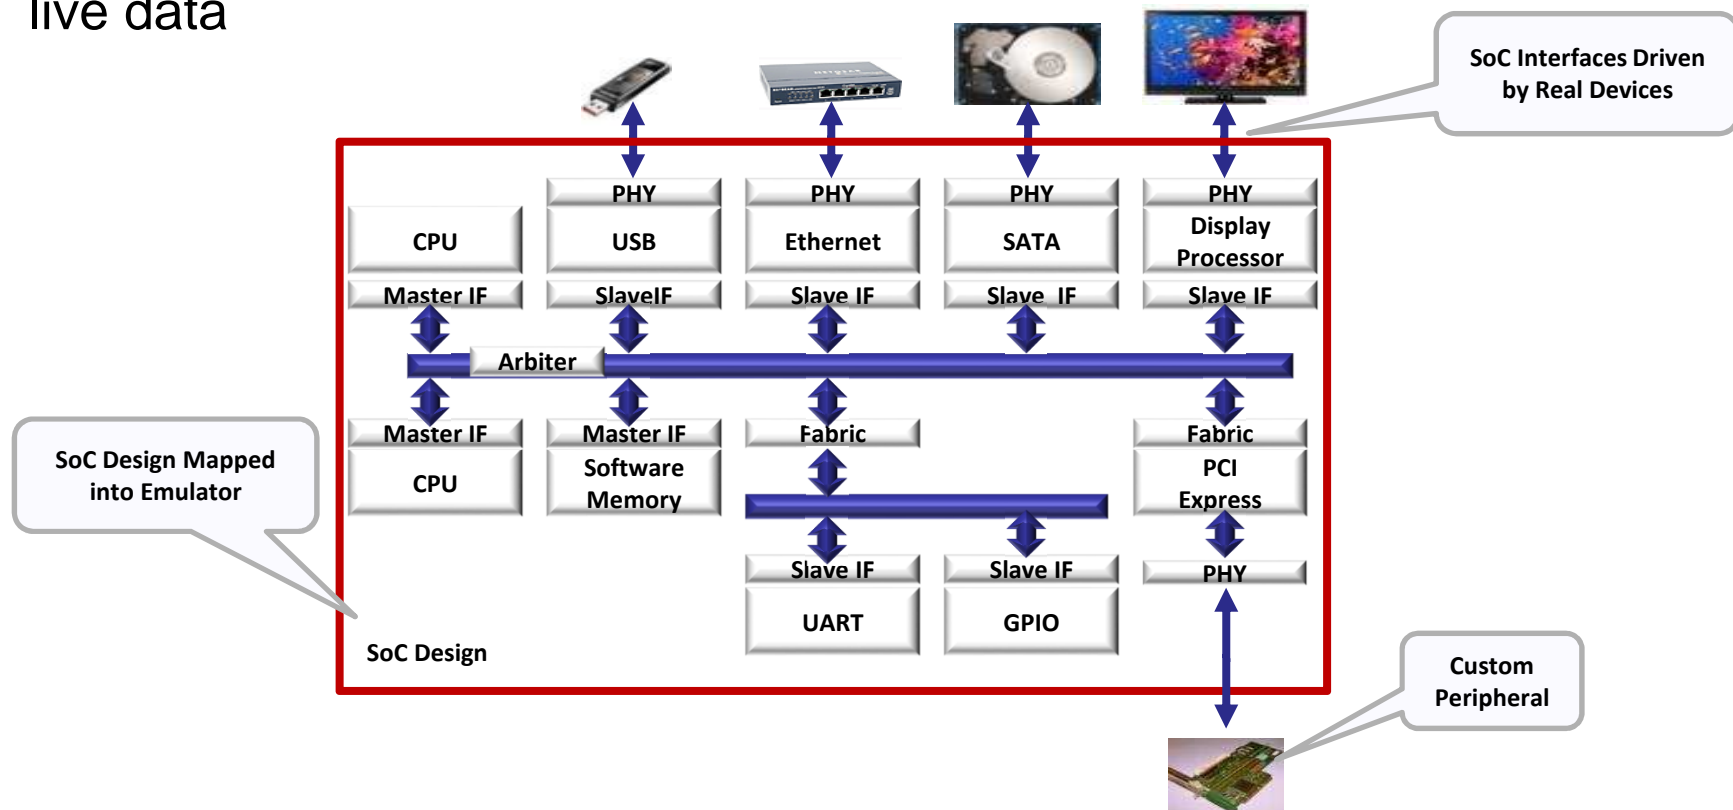 live data
SoC Interfaces Driven
by Real Devices
PHY
PHY
PHY
PHY
CPU
USB
Ethernet
SATA
Display
Processor
Master IF
SlaveIF
Slave IF
Slave IF
Slave IF
Arbiter
Master IF
Master IF
Fabric
Fabric
SoC Design Mapped
into Emulator
CPU
Software
Memory
PCI
Express
Slave IF
Slave IF
PHY
UART
GPIO
SoC Design
Custom
Peripheral